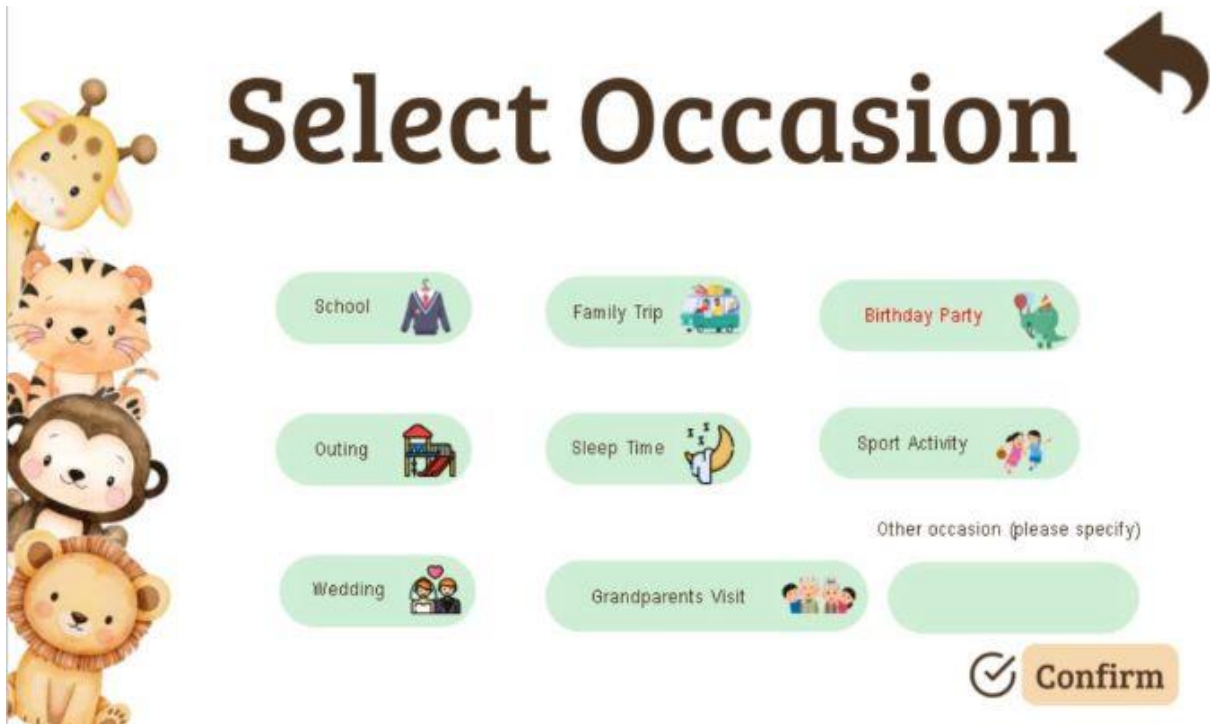 Select Occasion
School
Family Trip
Birthday Party
Outing
Sleep Time
Sport Activity
Other occasion (please specify)
Wedding
Grandparents Visit
Confirm